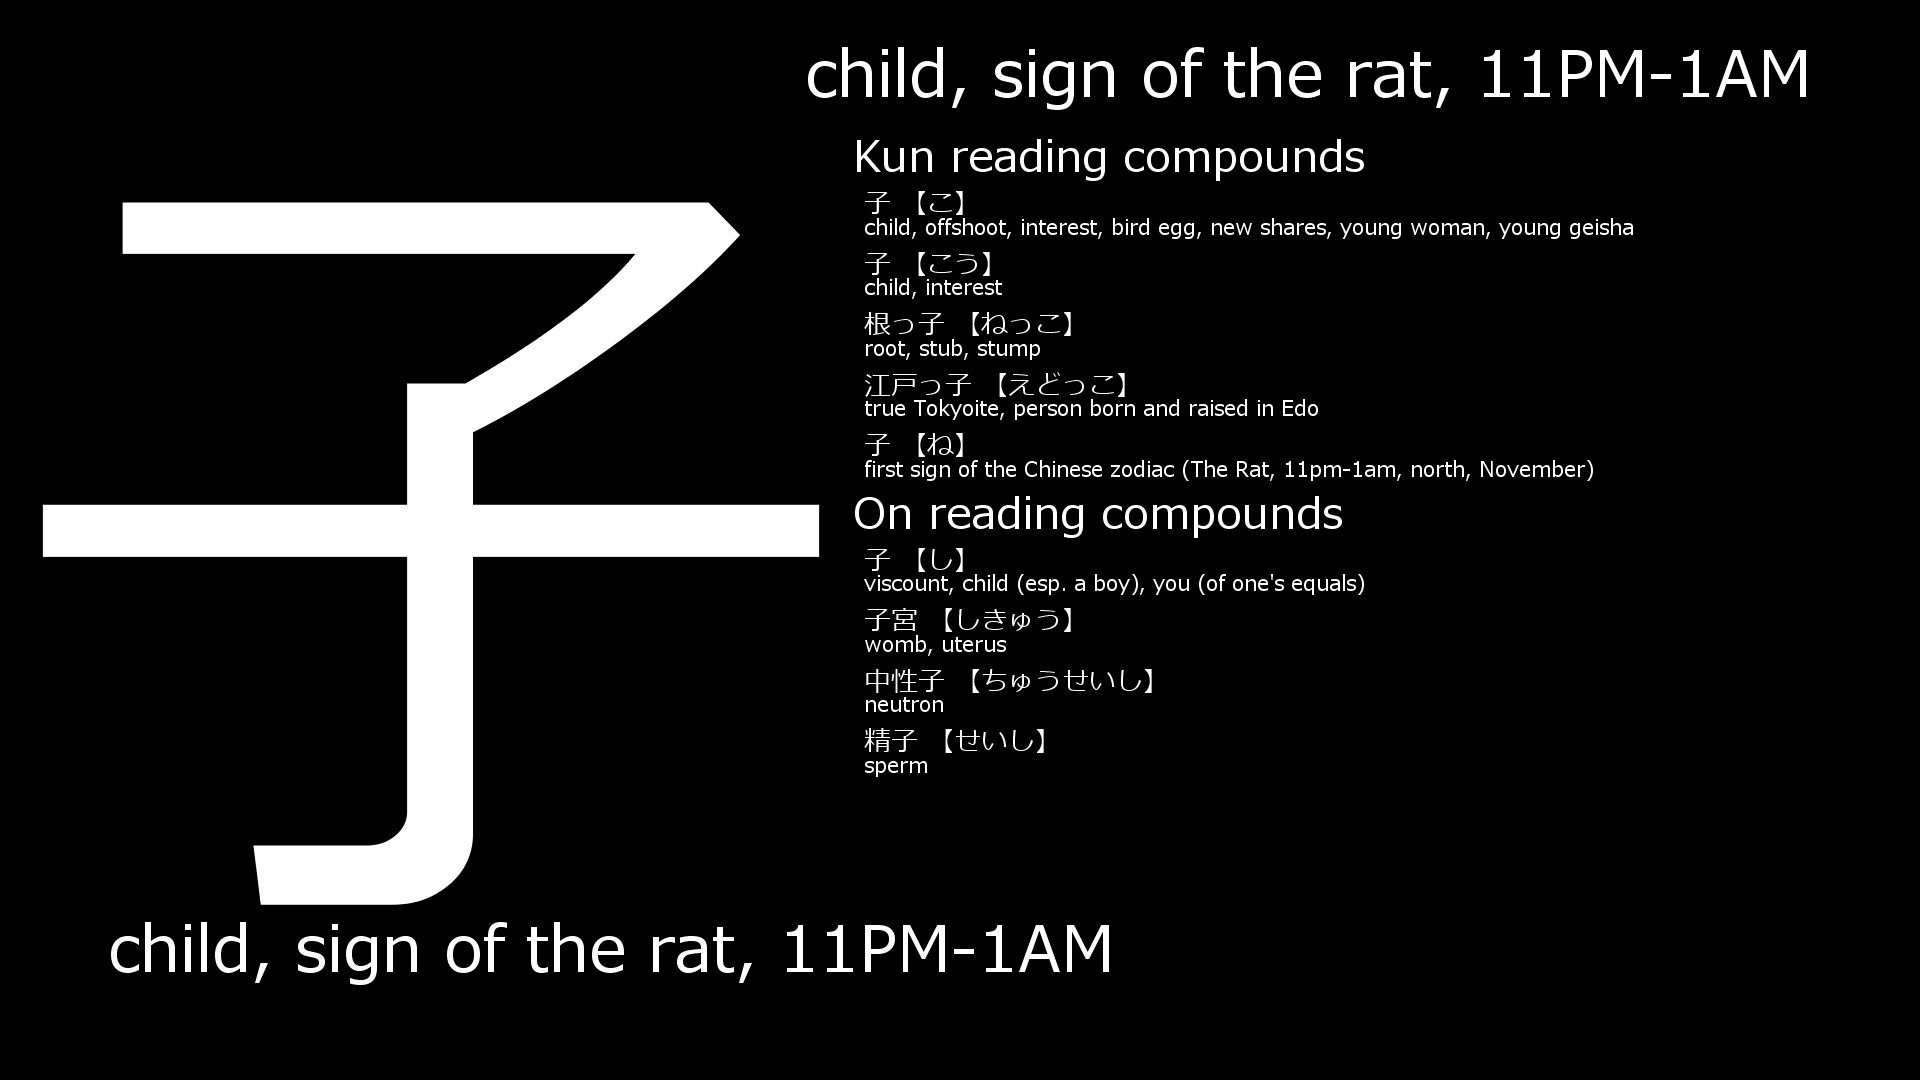 child, sign of the rat, 11PM-1AM
子
Kun reading compounds
子 【こ】
child, offshoot, interest, bird egg, new shares, young woman, young geisha
子 【こう】
child, interest
根っ子 【ねっこ】
root, stub, stump
江戸っ子 【えどっこ】
true Tokyoite, person born and raised in Edo
子 【ね】
first sign of the Chinese zodiac (The Rat, 11pm-1am, north, November)
On reading compounds
子 【し】
viscount, child (esp. a boy), you (of one's equals)
子宮 【しきゅう】
womb, uterus
中性子 【ちゅうせいし】
neutron
精子 【せいし】
sperm
child, sign of the rat, 11PM-1AM